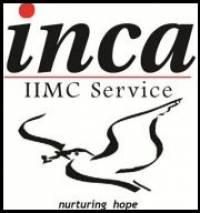 inca
IIMC Service
nurturing hope